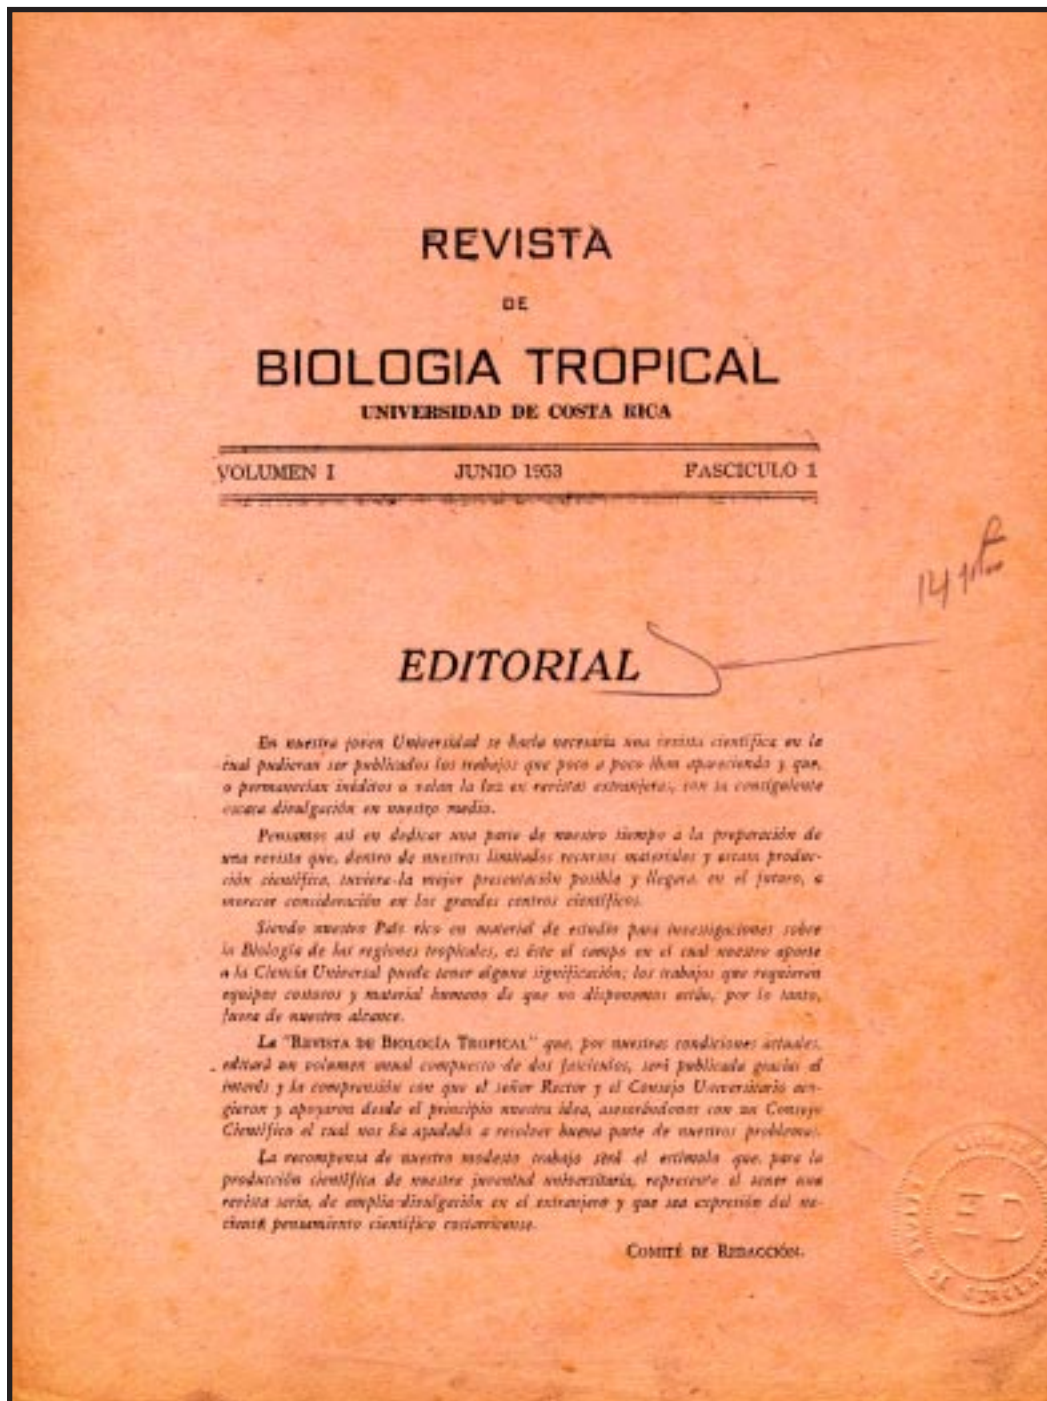 REVISTA
DE
BIOLOGIA TROPICAL
UNIVERSIDAD DE COSTA RICA
VOLUMEN I JUNIO 1953 FASCICULO 1
EDITORIAL
En nuestra joven Universidad se hacía necesaria una revista científica en la
cual pudieran ser publicados los trabajos que poco a poco iban apareciendo y que,
o permanecían inéditos o veían la luz en revistas extranjeras, con su consiguiente
escasa divulgación en nuestro medio.
Pensamos así en dedicar una parte de nuestro tiempo a la preparación de
una revista que, dentro de nuestros limitados recursos materiales y escasa produc-
ción científica, tuviera la mejor presentación posible y llegara, en el futuro, a
merecer consideración en los grandes centros científicos.
Siendo nuestro País rico en material de estudio para investigaciones sobre
la Biología de las regiones tropicales, es éste el campo en el cual nuestro aporte
a la Ciencia Universal puede tener alguna significación; los trabajos que requieren
equipos costosos y material humano de que no disponemos están, por lo tanto,
fuera de nuestro alcance.
La "REVISTA DE BIOLOGÍA TROPICAL" que, por nuestras condiciones actuales,
editará un volumen anual compuesto de dos fascículos, será publicada gracias al
interés y la comprensión con que el señor Rector y el Consejo Universitario aco-
gieron y apoyaron desde el principio nuestra idea, asesorándonos con un Consejo
Científico el cual nos ha ayudado a resolver buena parte de nuestros problemas.
La recompensa de nuestro modesto trabajo será el estímulo que, para la
producción científica de nuestra juventud universitaria, represente el tener una
revista seria, de amplia divulgación en el extranjero y que sea expresión del na-
ciente pensamiento científico costarricense.
COMITÉ DE REDACCIÓN.